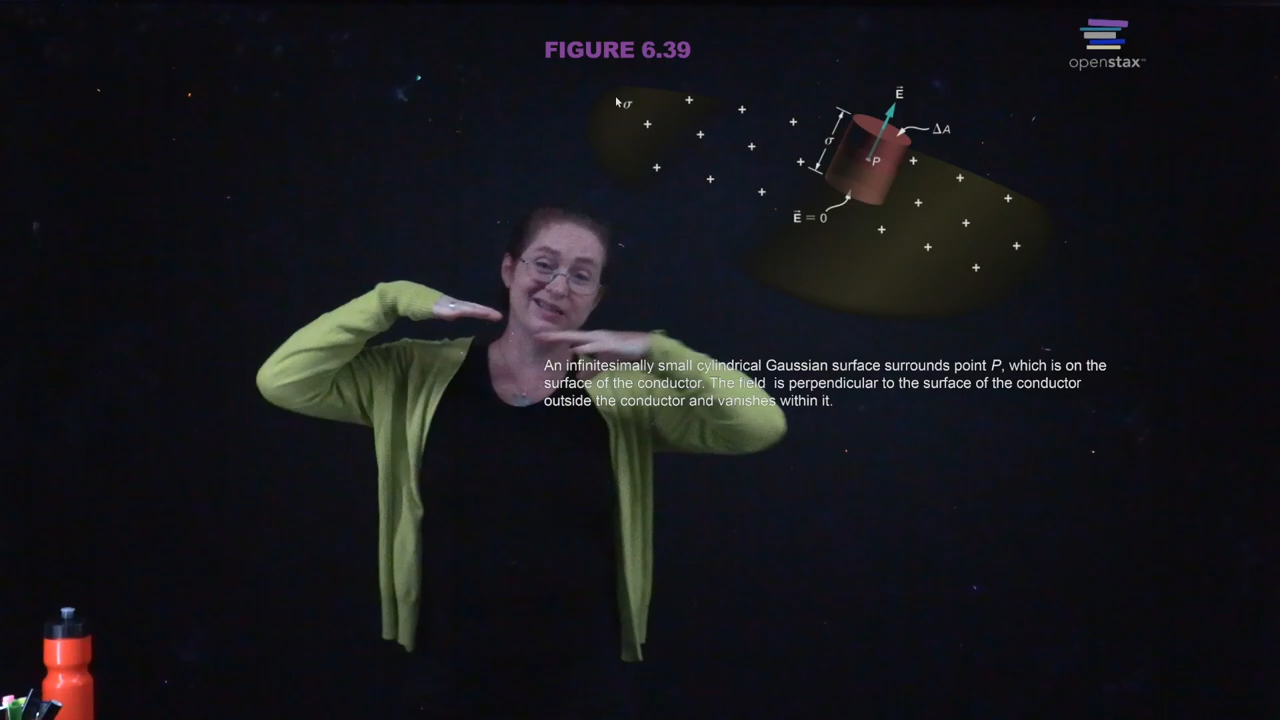 FIGURE 6.39
openstax™
σ
E⃗
ΔA
σ
P
E⃗ = 0
An infinitesimally small cylindrical Gaussian surface surrounds point P, which is on the
surface of the conductor. The field is perpendicular to the surface of the conductor
outside the conductor and vanishes within it.